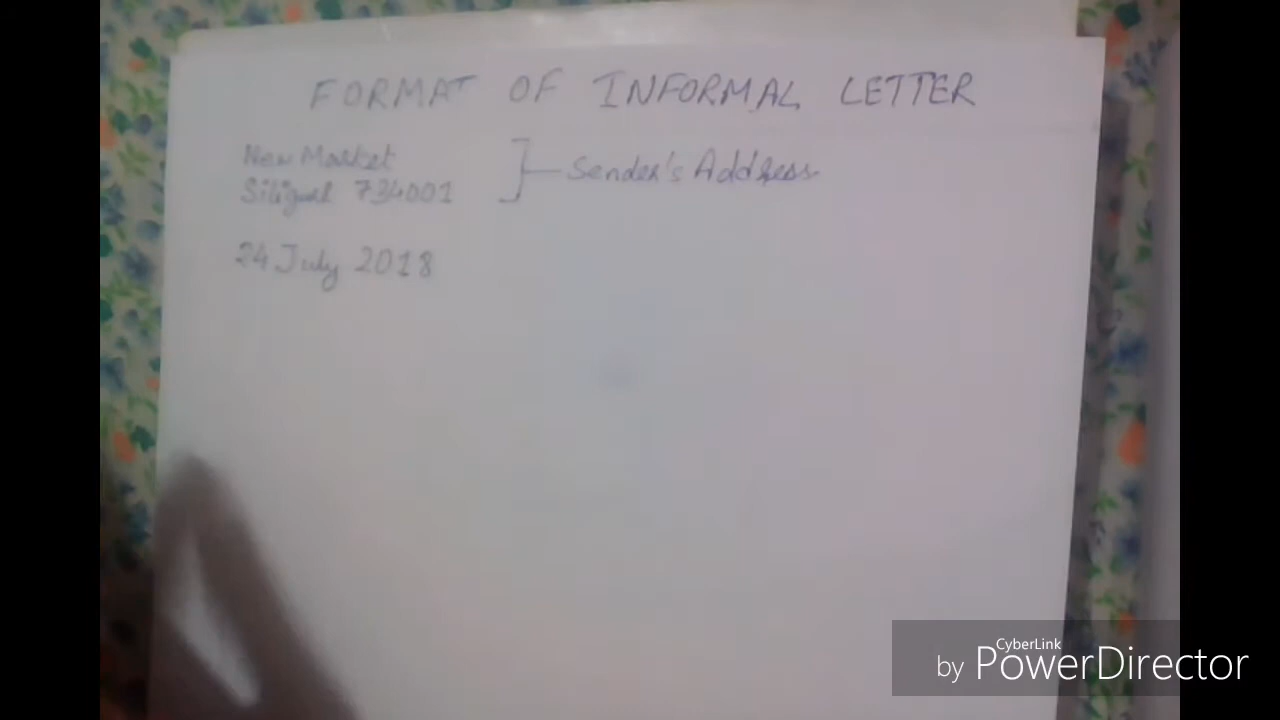 FORMAT OF INFORMAL LETTER
New Market
Siliguri 734001
Sender's Address
24 July 2018
CyberLink
by PowerDirector